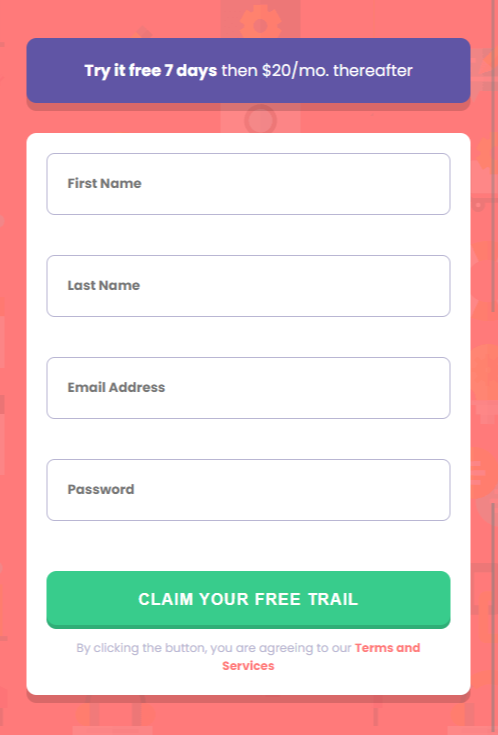 Try it free 7 days then $20/mo. thereafter
First Name
Last Name
Email Address
Password
CLAIM YOUR FREE TRAIL
By clicking the button, you are agreeing to our Terms and
Services